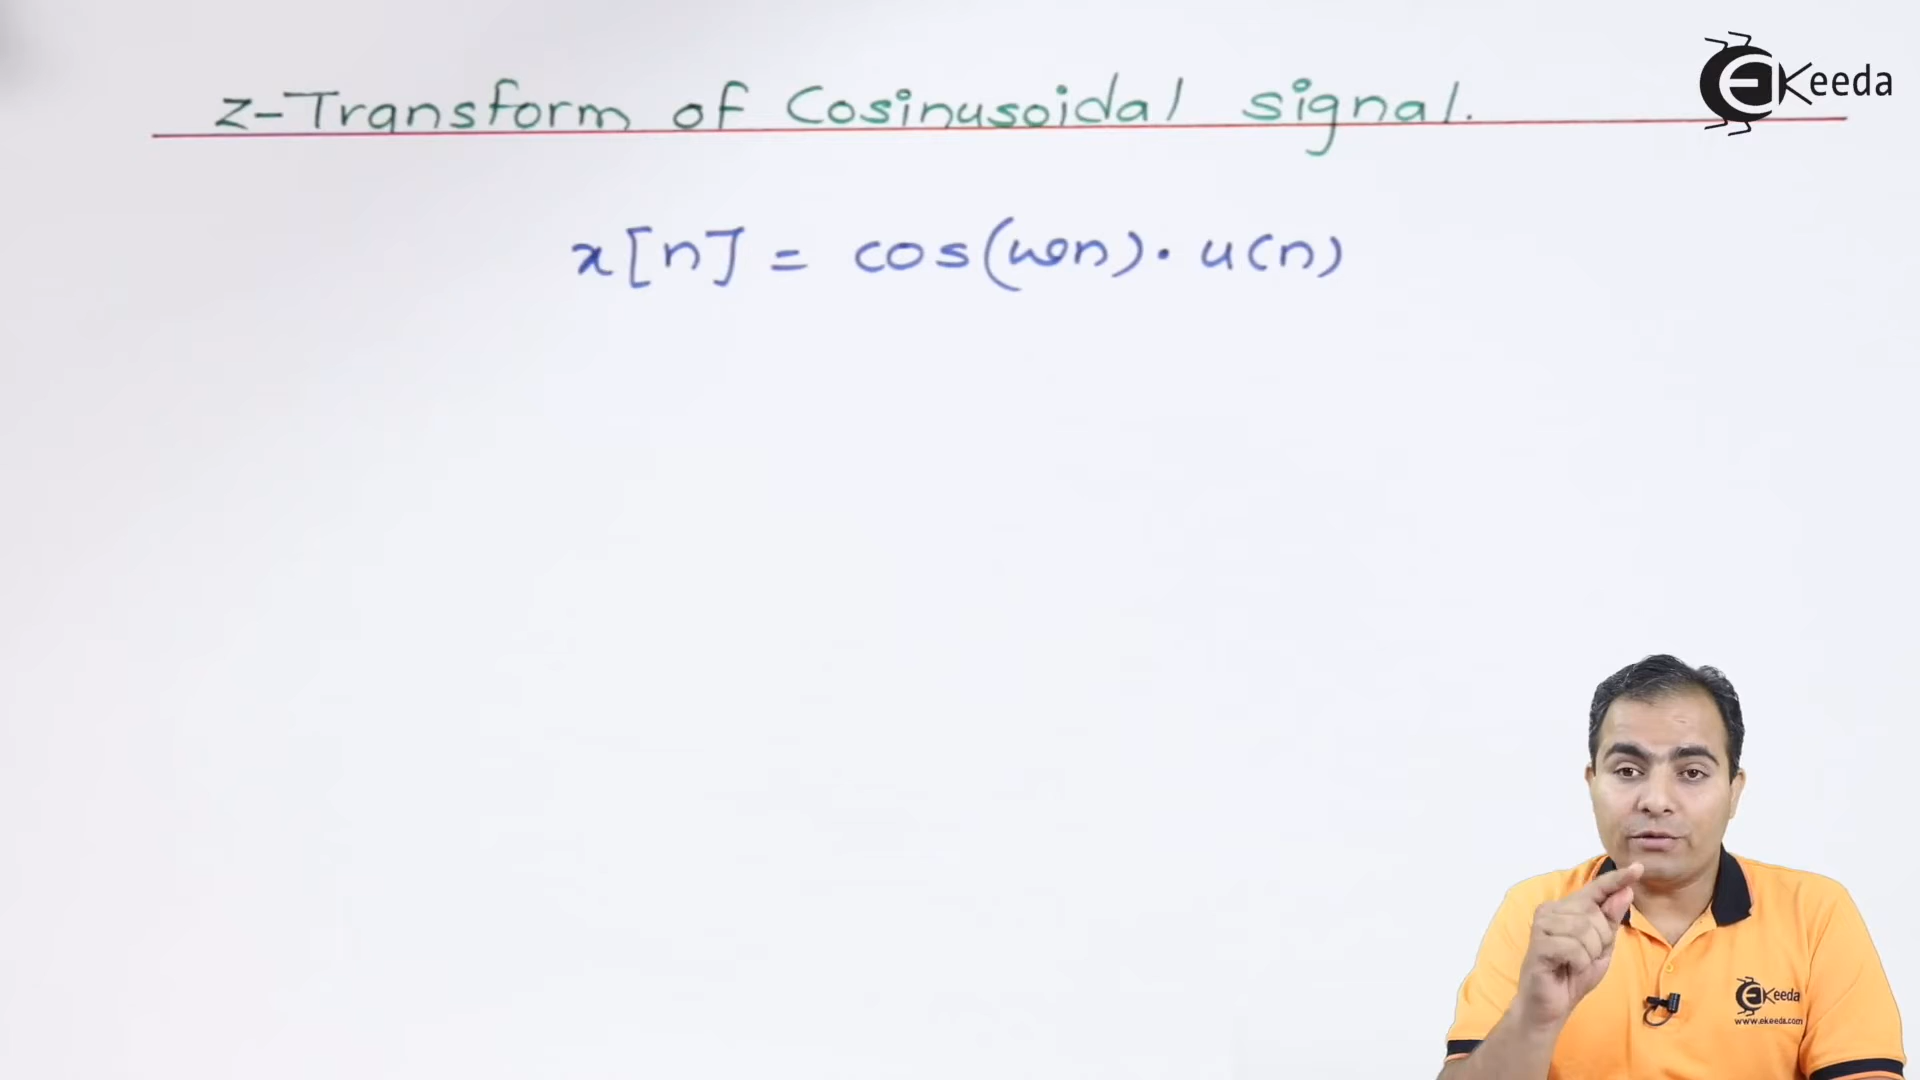 z-Transform of Cosinusoidal signal.
EKeeda
x[n] = cos(ω0n) · u(n)
EKeeda
www.ekeeda.com